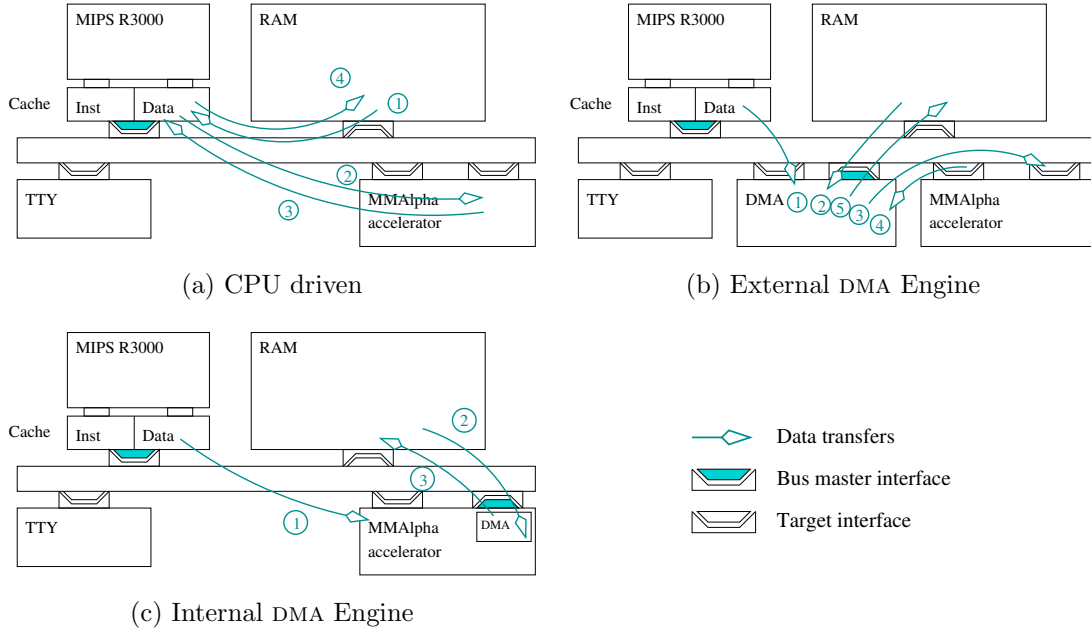 MIPS R3000
RAM
Cache
Inst
Data
4
1
2
3
TTY
MMAlpha
accelerator
(a) CPU driven
MIPS R3000
RAM
Cache
Inst
Data
TTY
DMA
1
2
5
3
4
MMAlpha
accelerator
(b) External DMA Engine
MIPS R3000
RAM
Cache
Inst
Data
2
3
1
TTY
MMAlpha
accelerator
DMA
(c) Internal DMA Engine
Data transfers
Bus master interface
Target interface